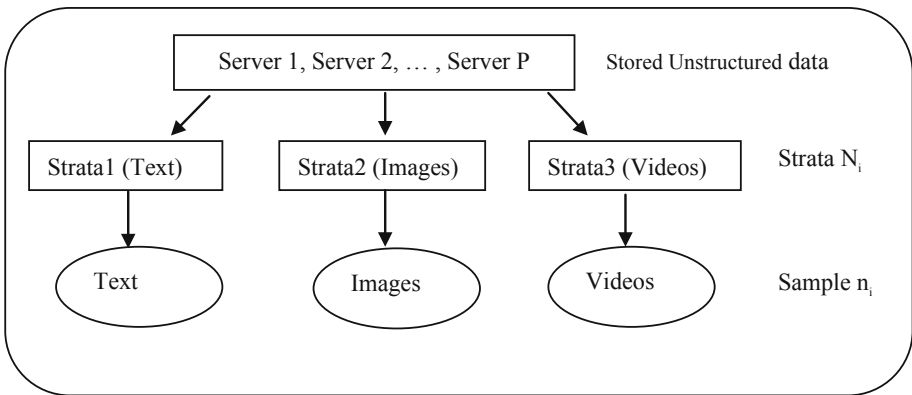 Server 1, Server 2, … , Server P
Stored Unstructured data
Strata1 (Text)
Strata2 (Images)
Strata3 (Videos)
Strata Ni
Text
Images
Videos
Sample ni